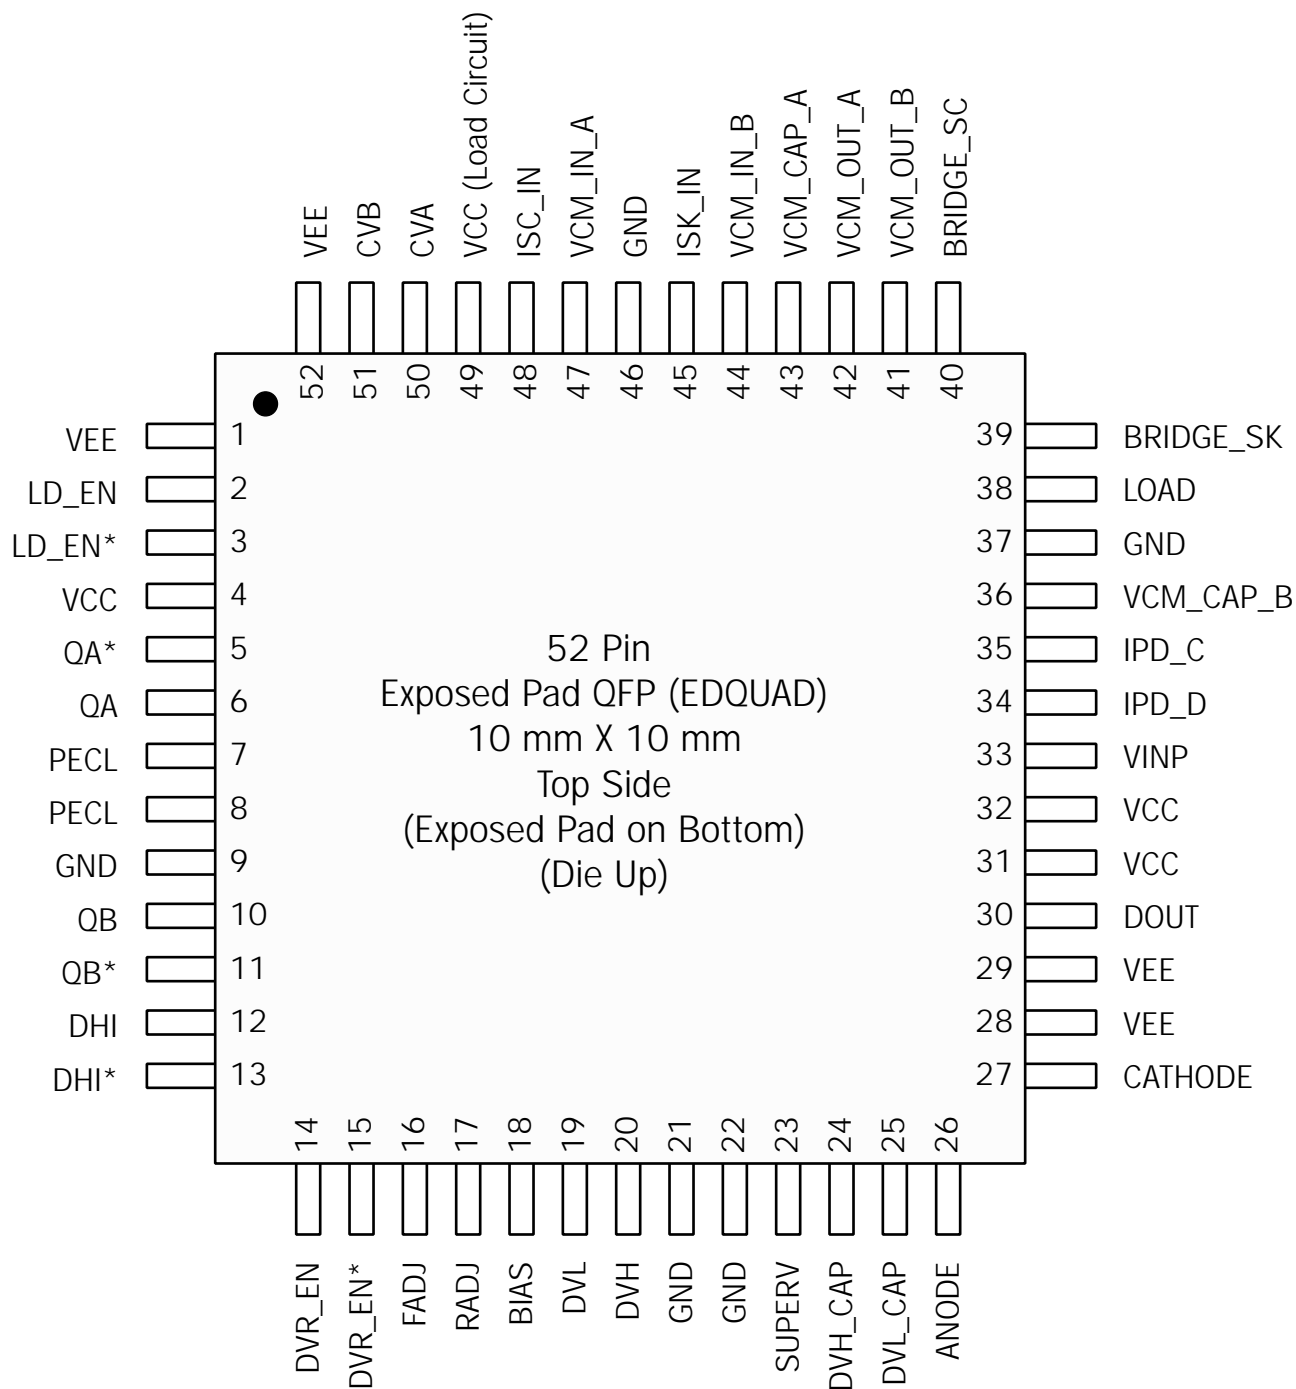 VEE
CVB
CVA
VCC (Load Circuit)
ISC_IN
VCM_IN_A
GND
ISK_IN
VCM_IN_B
VCM_CAP_A
VCM_OUT_A
VCM_OUT_B
BRIDGE_SC
52 51 50 49 48 47 46 45 44 43 42 41 40
VEE 1
LD_EN 2
LD_EN* 3
VCC 4
QA* 5
QA 6
PECL 7
PECL 8
GND 9
QB 10
QB* 11
DHI 12
DHI* 13
52 Pin
Exposed Pad QFP (EDQUAD)
10 mm X 10 mm
Top Side
(Exposed Pad on Bottom)
(Die Up)
39 BRIDGE_SK
38 LOAD
37 GND
36 VCM_CAP_B
35 IPD_C
34 IPD_D
33 VINP
32 VCC
31 VCC
30 DOUT
29 VEE
28 VEE
27 CATHODE
14 15 16 17 18 19 20 21 22 23 24 25 26
DVR_EN
DVR_EN*
FADJ
RADJ
BIAS
DVL
DVH
GND
GND
SUPERV
DVH_CAP
DVL_CAP
ANODE